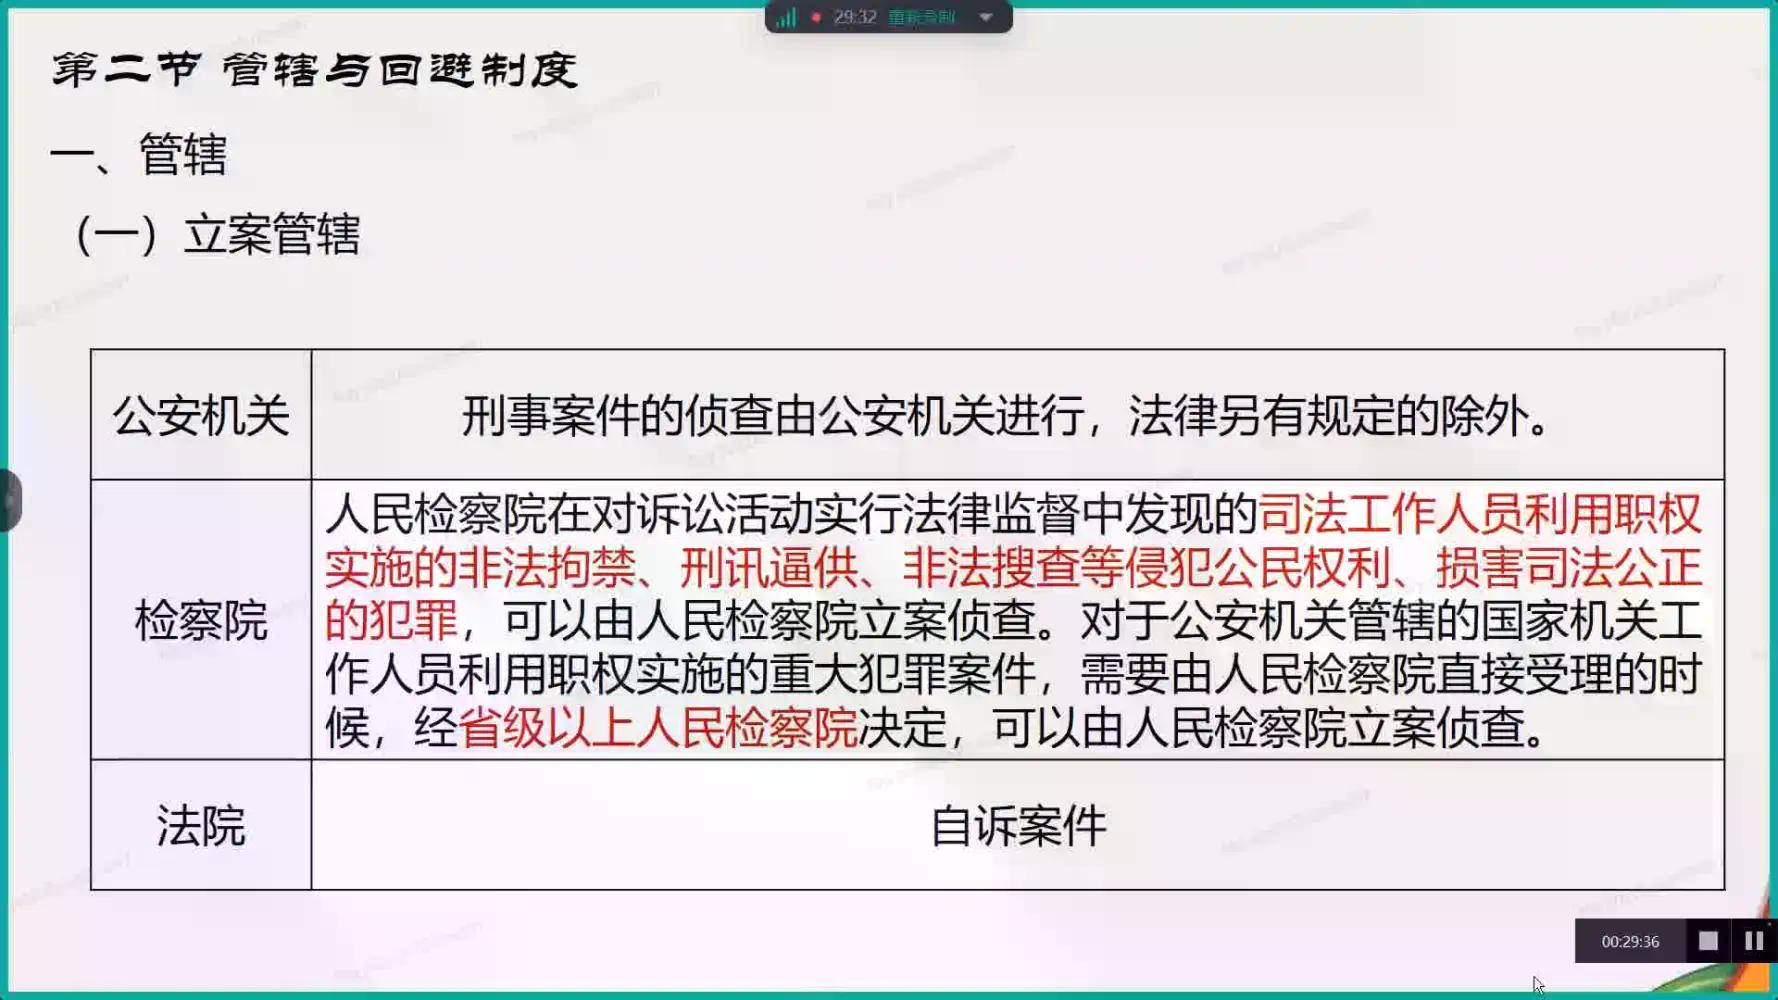 29:32
第二节 管辖与回避制度
一、管辖
（一）立案管辖
公安机关
刑事案件的侦查由公安机关进行，法律另有规定的除外。
检察院
人民检察院在对诉讼活动实行法律监督中发现的司法工作人员利用职权
实施的非法拘禁、刑讯逼供、非法搜查等侵犯公民权利、损害司法公正
的犯罪，可以由人民检察院立案侦查。对于公安机关管辖的国家机关工
作人员利用职权实施的重大犯罪案件，需要由人民检察院直接受理的时
候，经省级以上人民检察院决定，可以由人民检察院立案侦查。
法院
自诉案件
00:29:36